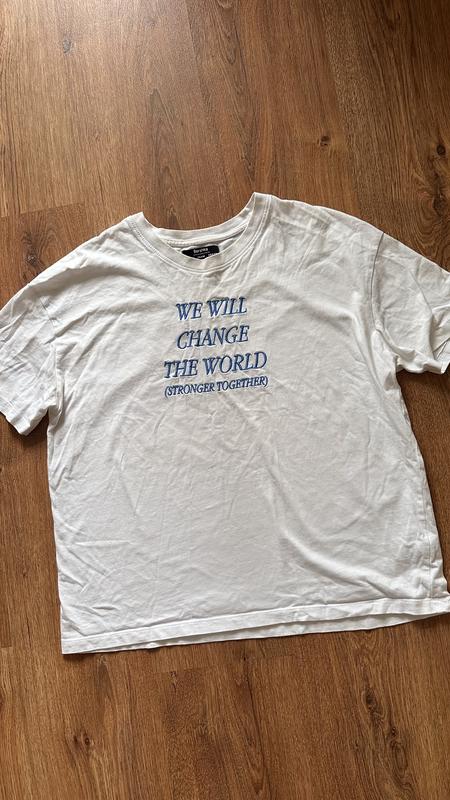 WE WILL
CHANGE
THE WORLD
(STRONGER TOGETHER)